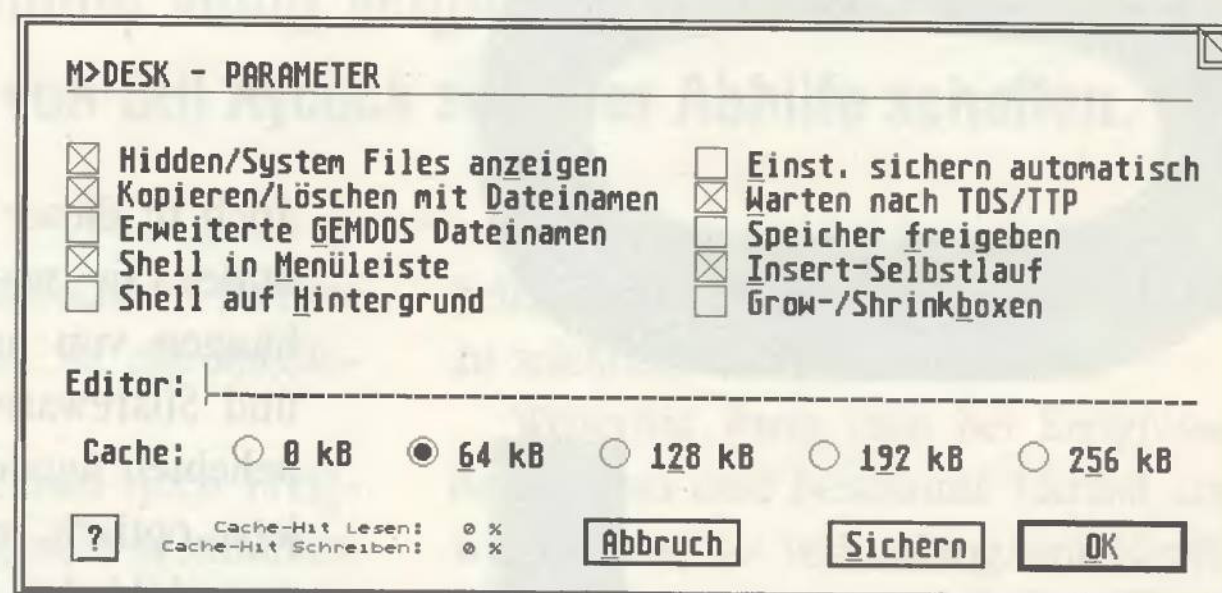 M>DESK - PARAMETER
Hidden/System Files anzeigen
Kopieren/Löschen mit Dateinamen
Erweiterte GEMDOS Dateinamen
Shell in Menüleiste
Shell auf Hintergrund
Einst. sichern automatisch
Warten nach TOS/TTP
Speicher freigeben
Insert-Selbstlauf
Grow-/Shrinkboxen
Editor:
Cache: 0 kB 64 kB 128 kB 192 kB 256 kB
? Cache-Hit Lesen: 0 %
Cache-Hit Schreiben: 0 %
Abbruch Sichern OK